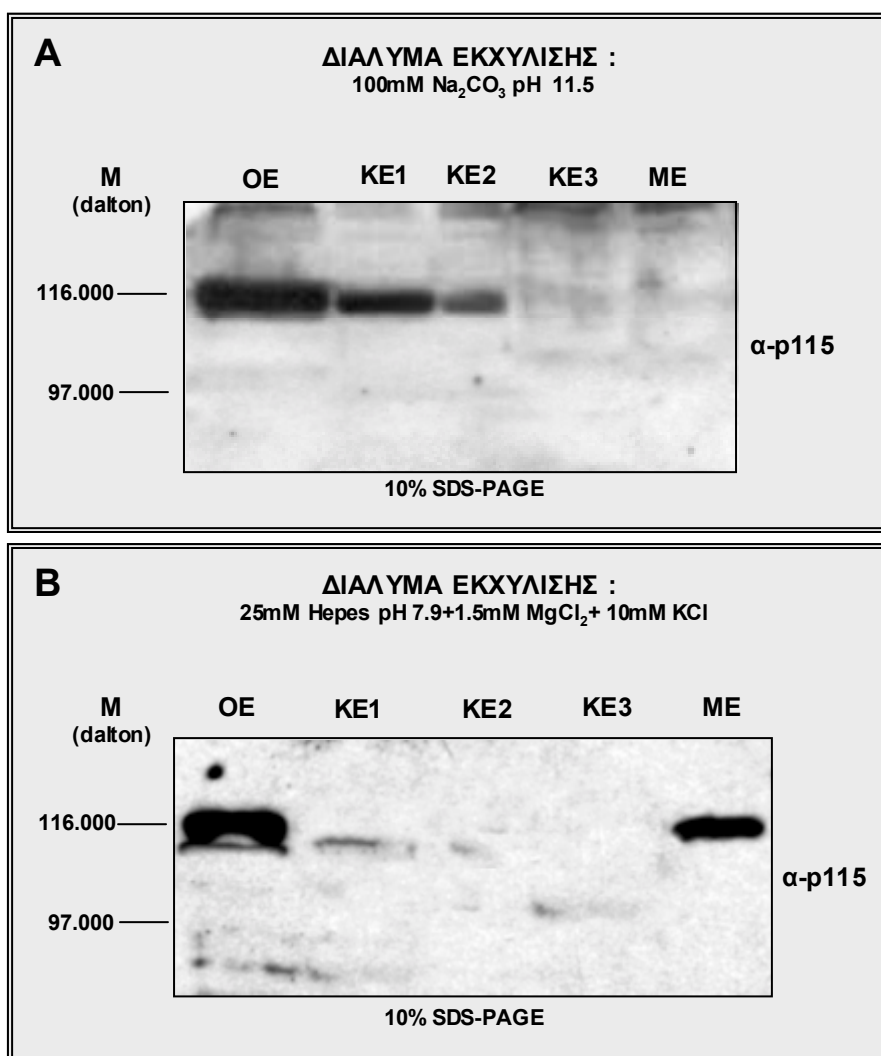 A
ΔΙΑΛΥΜΑ ΕΚΧΥΛΙΣΗΣ :
100mM Na₂CO₃ pH 11.5
M OE KE1 KE2 KE3 ME
(dalton)
116.000
α-p115
97.000
10% SDS-PAGE
B
ΔΙΑΛΥΜΑ ΕΚΧΥΛΙΣΗΣ :
25mM Hepes pH 7.9+1.5mM MgCl₂+ 10mM KCl
M OE KE1 KE2 KE3 ME
(dalton)
116.000
α-p115
97.000
10% SDS-PAGE